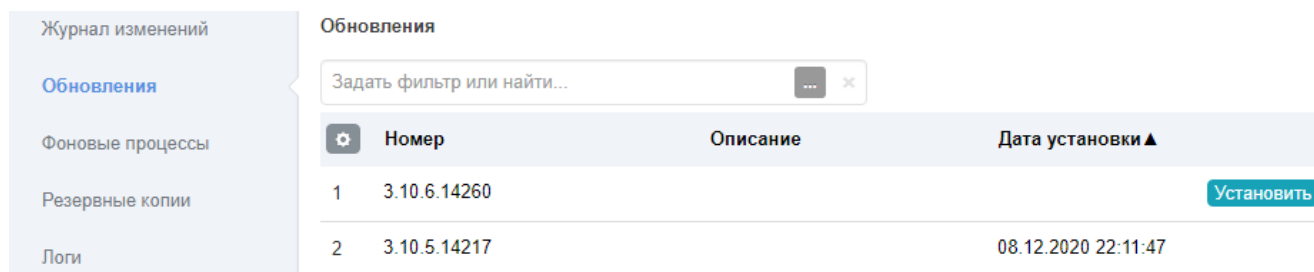 Журнал изменений
Обновления
Фоновые процессы
Резервные копии
Логи
Обновления
Задать фильтр или найти... ... ×
Номер Описание Дата установки▲
1 3.10.6.14260 Установить
2 3.10.5.14217 08.12.2020 22:11:47